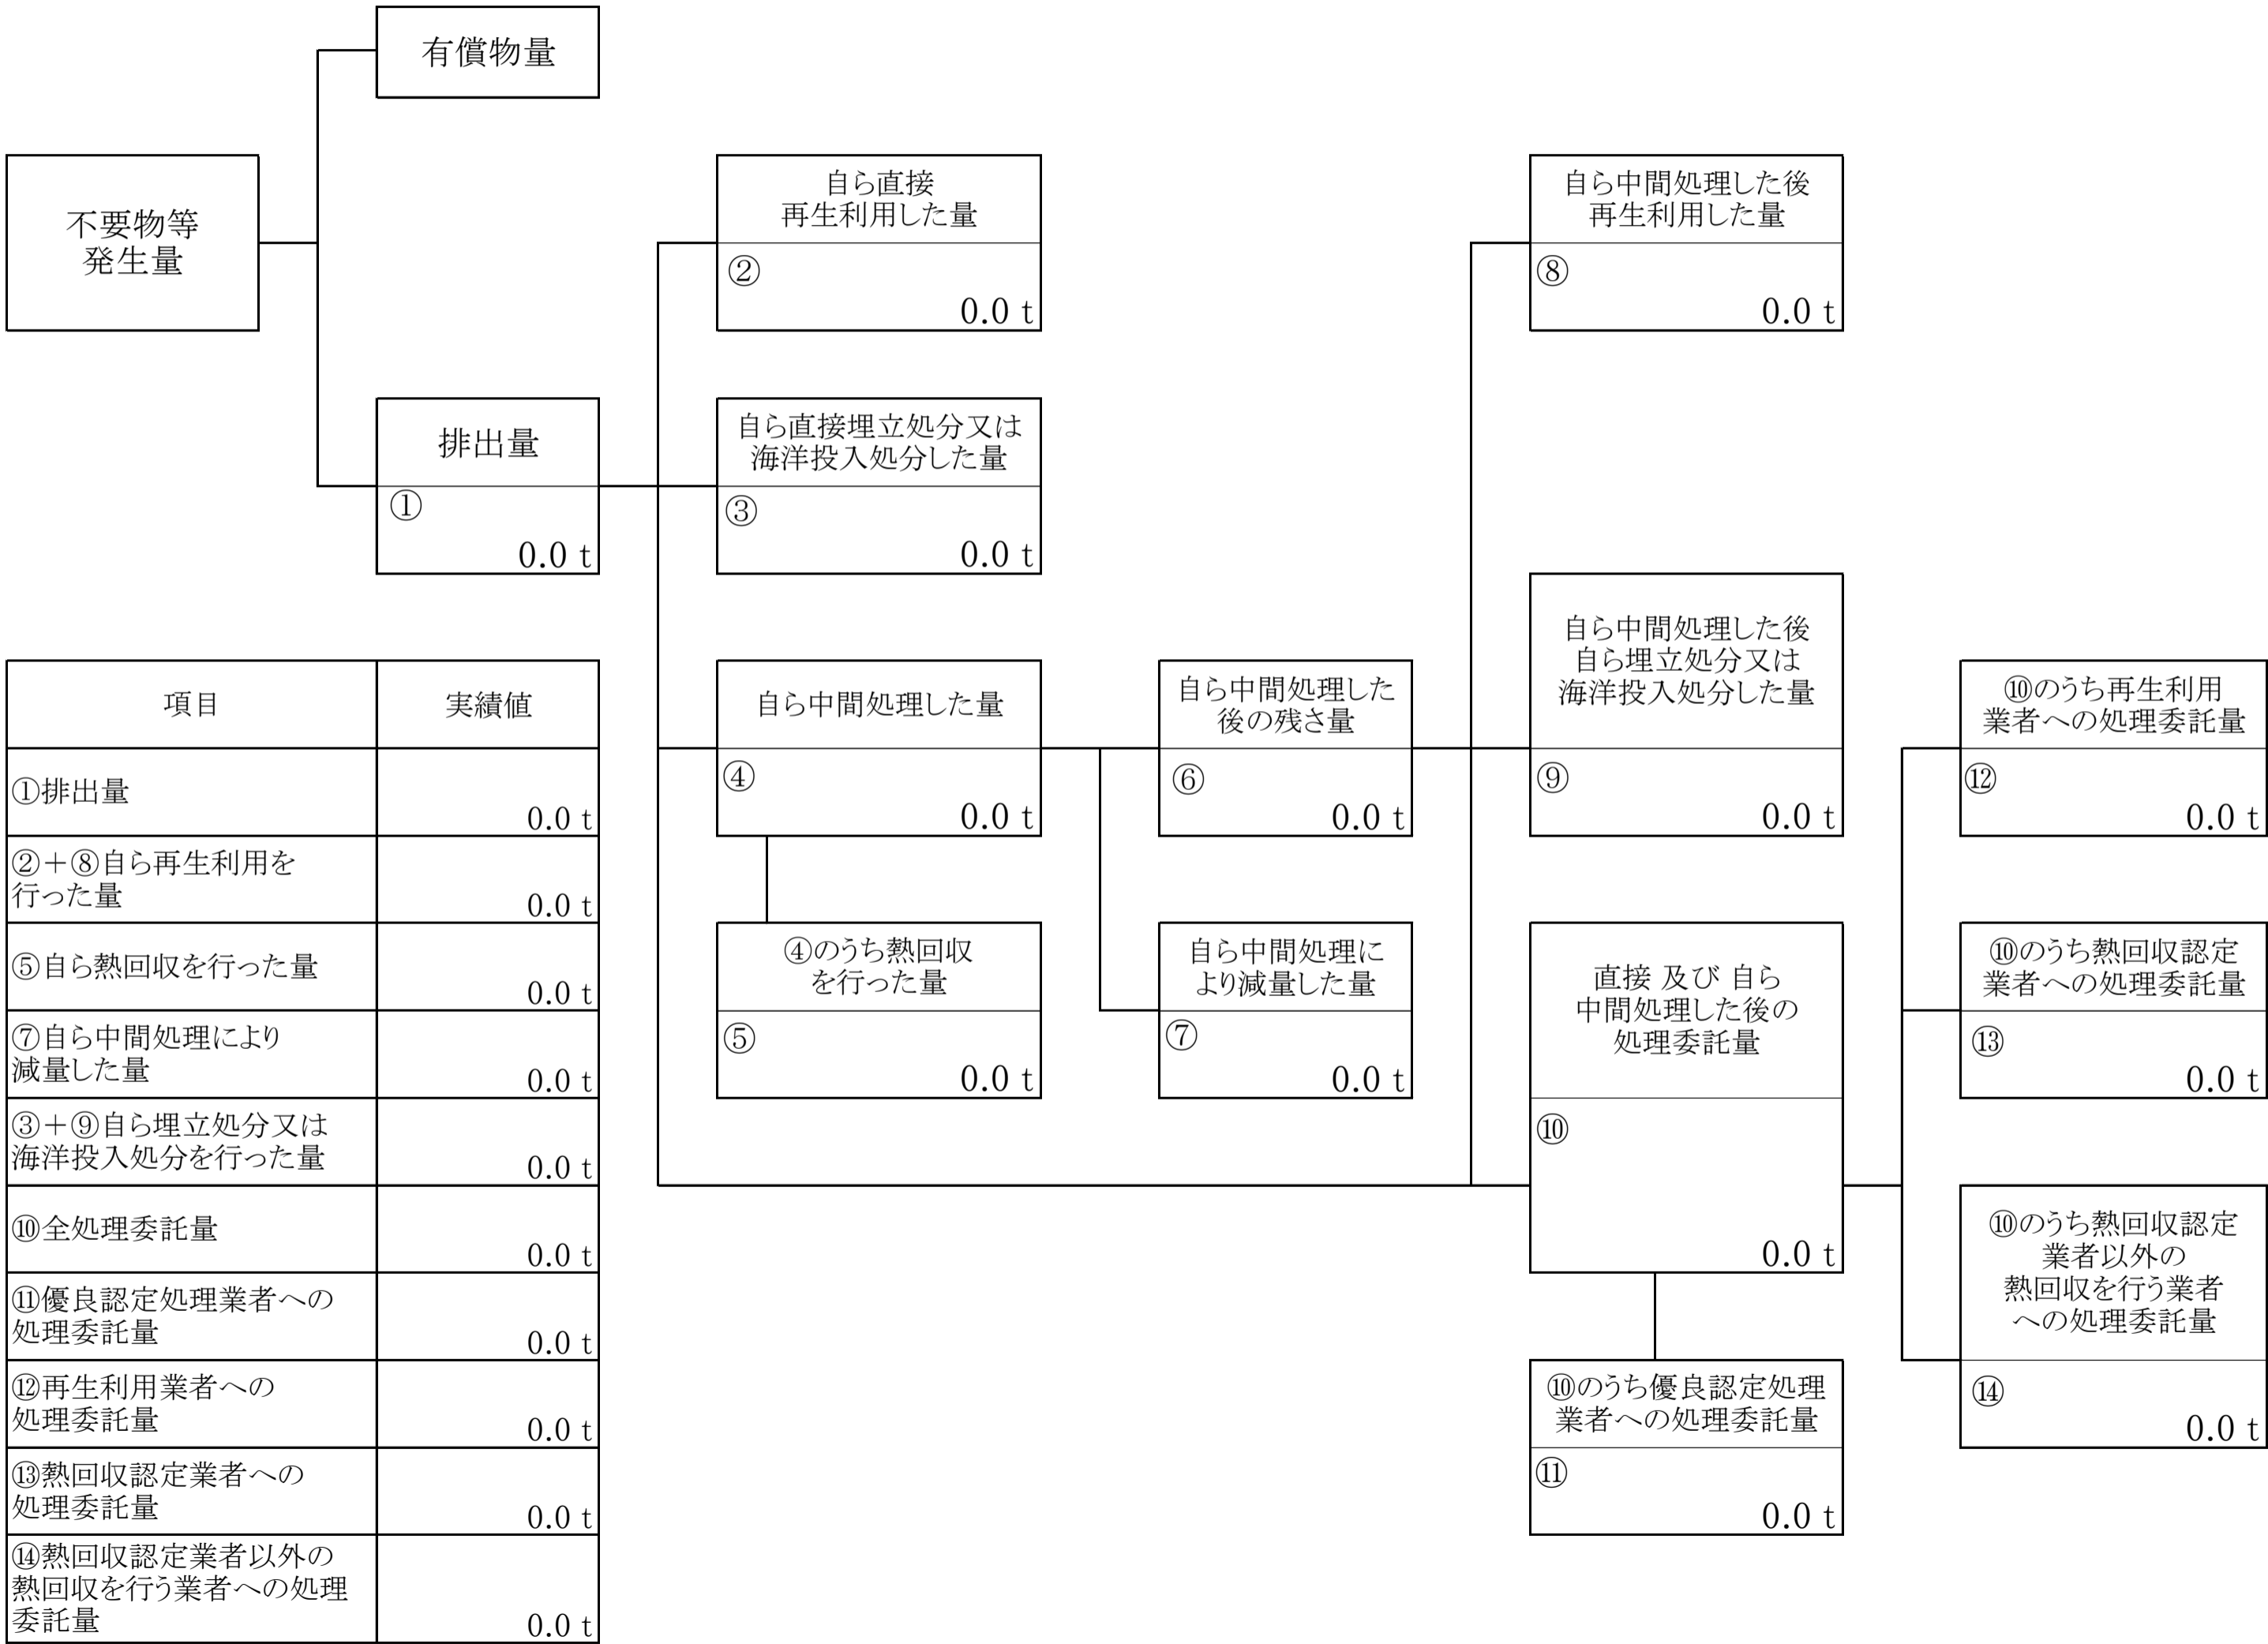 有償物量
不要物等
発生量
自ら直接
再生利用した量
②
0.0 t
自ら中間処理した後
再生利用した量
⑧
0.0 t
排出量
①
0.0 t
自ら直接埋立処分又は
海洋投入処分した量
③
0.0 t
自ら中間処理した量
④
0.0 t
自ら中間処理した
後の残さ量
⑥
0.0 t
自ら中間処理した後
自ら埋立処分又は
海洋投入処分した量
⑨
0.0 t
⑩のうち再生利用
業者への処理委託量
⑫
0.0 t
④のうち熱回収
を行った量
⑤
0.0 t
自ら中間処理に
より減量した量
⑦
0.0 t
直接 及び 自ら
中間処理した後の
処理委託量
⑩
0.0 t
⑩のうち熱回収認定
業者への処理委託量
⑬
0.0 t
⑩のうち熱回収認定
業者以外の
熱回収を行う業者
への処理委託量
⑭
0.0 t
⑩のうち優良認定処理
業者への処理委託量
⑪
0.0 t
項目 実績値
①排出量
0.0 t
②＋⑧自ら再生利用を
行った量
0.0 t
⑤自ら熱回収を行った量
0.0 t
⑦自ら中間処理により
減量した量
0.0 t
③＋⑨自ら埋立処分又は
海洋投入処分を行った量
0.0 t
⑩全処理委託量
0.0 t
⑪優良認定処理業者への
処理委託量
0.0 t
⑫再生利用業者への
処理委託量
0.0 t
⑬熱回収認定業者への
処理委託量
0.0 t
⑭熱回収認定業者以外の
熱回収を行う業者への処理
委託量
0.0 t